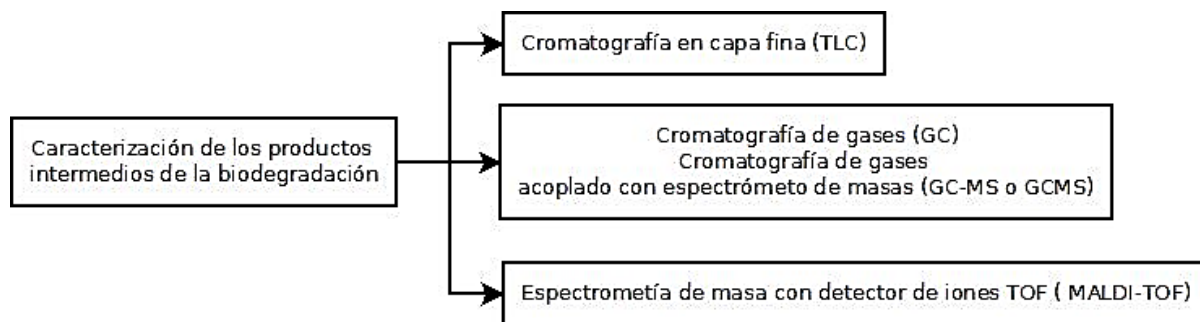 Cromatografía en capa fina (TLC)
Caracterización de los productos
intermedios de la biodegradación
Cromatografía de gases (GC)
Cromatografía de gases
acoplado con espectrómeto de masas (GC-MS o GCMS)
Espectrometía de masa con detector de iones TOF ( MALDI-TOF)